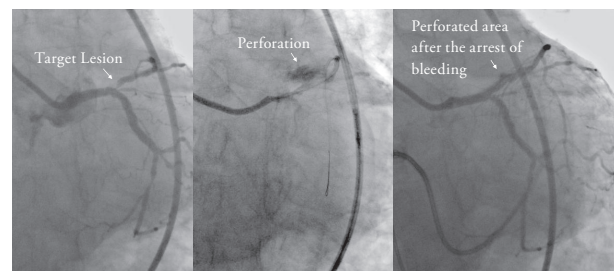 Target Lesion
Perforation
Perforated area
after the arrest of
bleeding